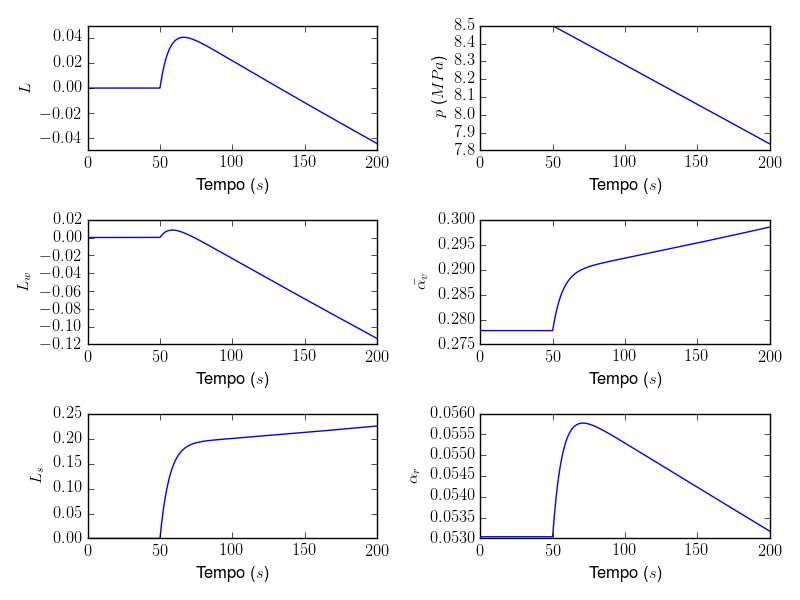 0.04
0.02
0.00
−0.02
−0.04
L
0 50 100 150 200
Tempo (s)
8.5
8.4
8.3
8.2
8.1
8.0
7.9
7.8
p (MPa)
0 50 100 150 200
Tempo (s)
0.02
0.00
−0.02
−0.04
−0.06
−0.08
−0.10
−0.12
L_w
0 50 100 150 200
Tempo (s)
0.300
0.295
0.290
0.285
0.280
0.275
ᾱ_v
0 50 100 150 200
Tempo (s)
0.25
0.20
0.15
0.10
0.05
0.00
L_s
0 50 100 150 200
Tempo (s)
0.0560
0.0555
0.0550
0.0545
0.0540
0.0535
0.0530
α_r
0 50 100 150 200
Tempo (s)